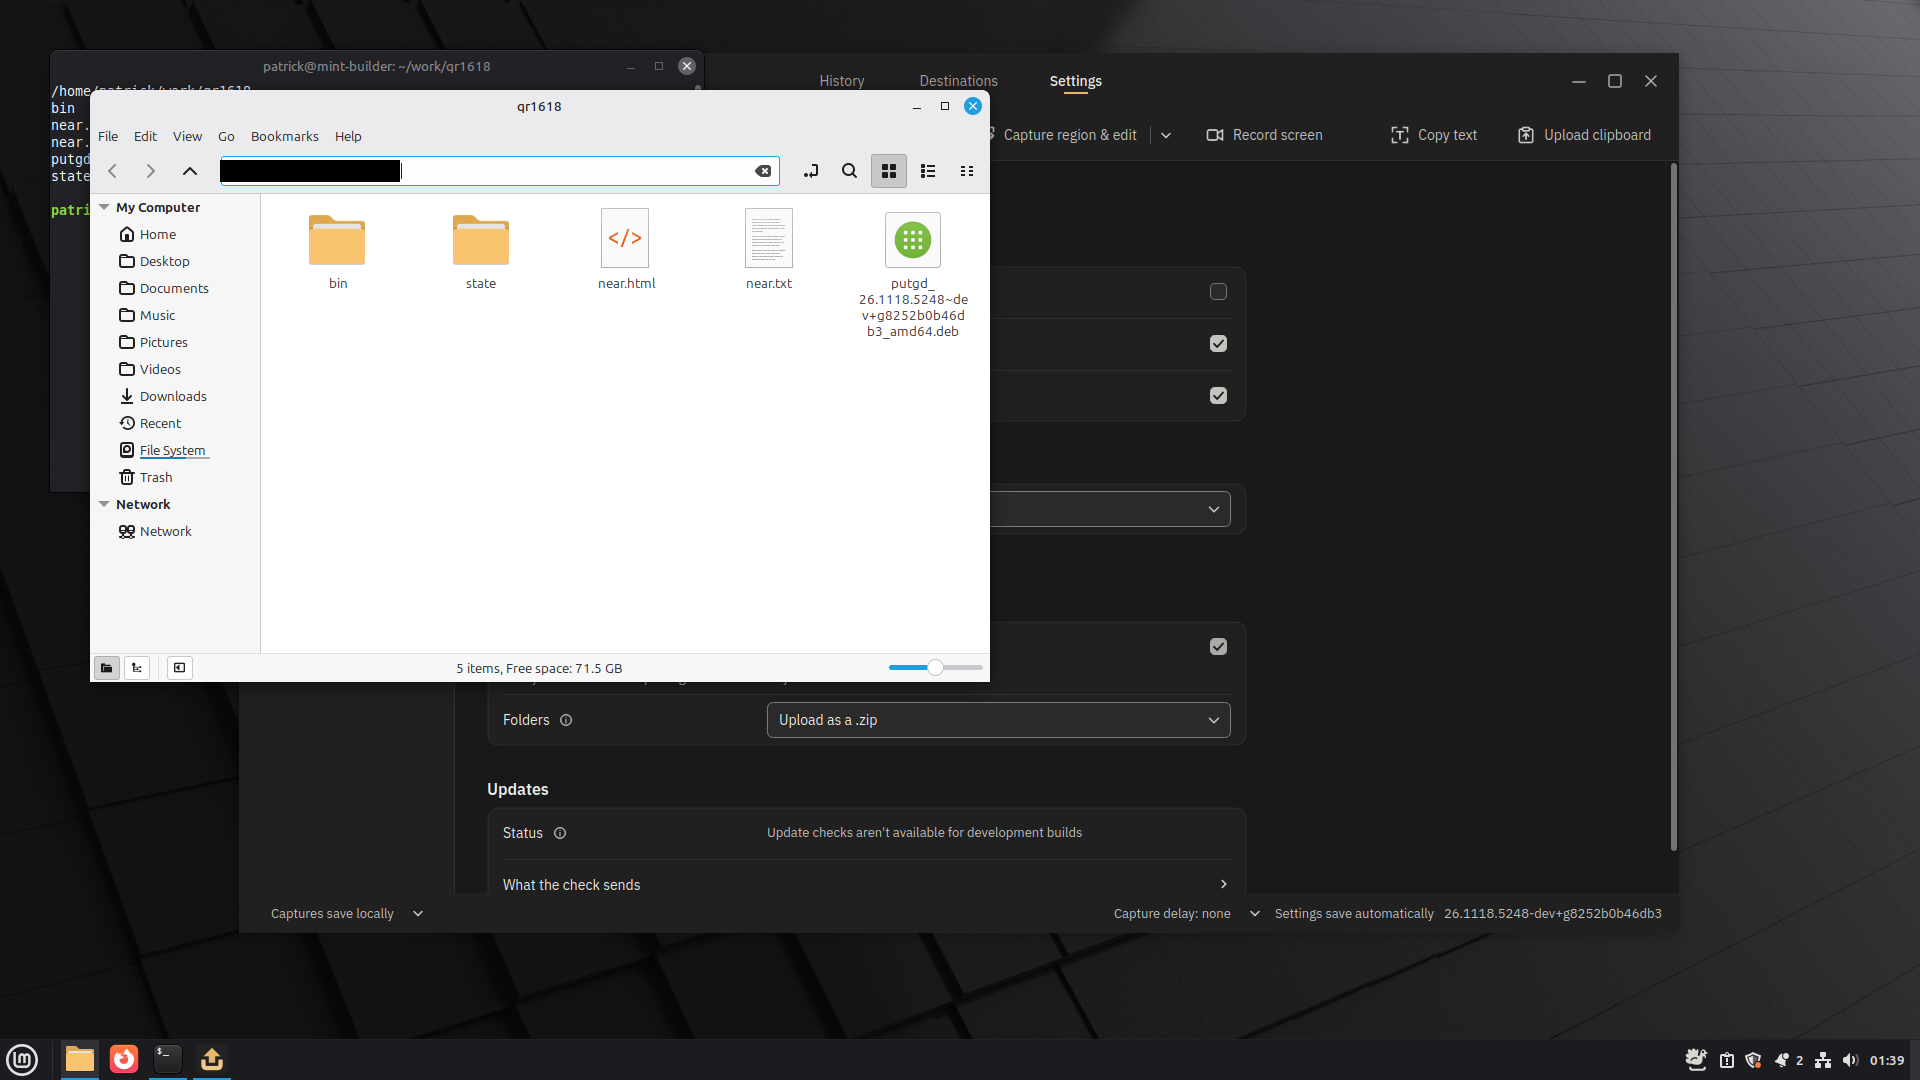 patrick@mint-builder: ~/work/qr1618
History
Destinations
Settings
bin
near.
near.
putgd
state
patri
qr1618
File
Edit
View
Go
Bookmarks
Help
Capture region & edit
Record screen
Copy text
Upload clipboard
My Computer
Home
Desktop
Documents
Music
Pictures
Videos
Downloads
Recent
File System
Trash
Network
Network
bin
state
near.html
near.txt
putgd_
26.1118.5248~de
v+g8252b0b46d
b3_amd64.deb
5 items, Free space: 71.5 GB
Folders
Upload as a .zip
Updates
Status
Update checks aren't available for development builds
What the check sends
Captures save locally
Capture delay: none
Settings save automatically
26.1118.5248-dev+g8252b0b46db3
2
01:39